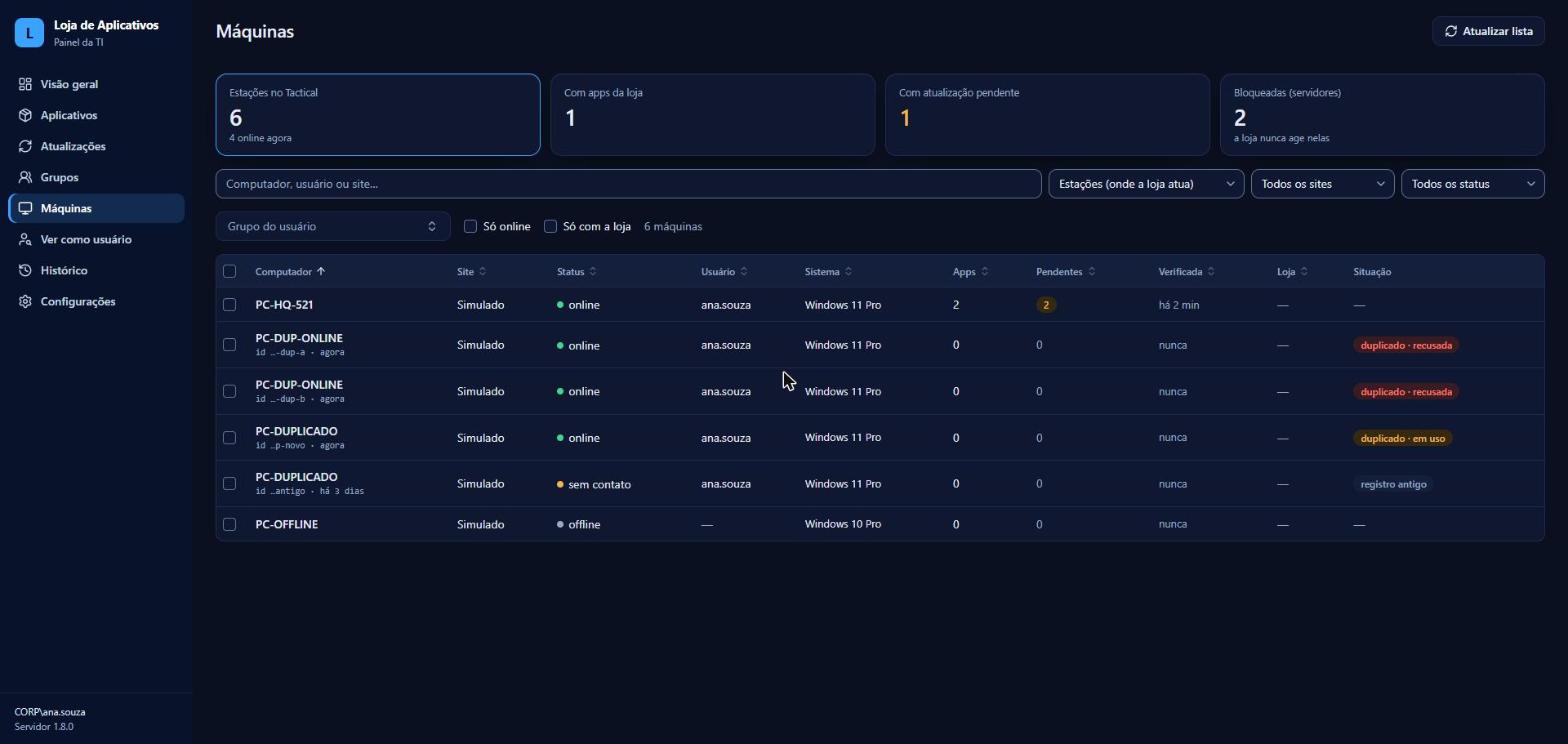 L
Loja de Aplicativos
Painel da TI
Visão geral
Aplicativos
Atualizações
Grupos
Máquinas
Ver como usuário
Histórico
Configurações
CORP\ana.souza
Servidor 1.8.0
Máquinas
Atualizar lista
Estações no Tactical
6
4 online agora
Com apps da loja
1
Com atualização pendente
1
Bloqueadas (servidores)
2
a loja nunca age nelas
Computador, usuário ou site...
Estações (onde a loja atua)
Todos os sites
Todos os status
Grupo do usuário
Só online
Só com a loja
6 máquinas
Computador Site Status Usuário Sistema Apps Pendentes Verificada Loja Situação
PC-HQ-521 Simulado online ana.souza Windows 11 Pro 2 2 há 2 min — —
PC-DUP-ONLINE Simulado online ana.souza Windows 11 Pro 0 0 nunca — duplicado · recusada
id …-dup-a · agora
PC-DUP-ONLINE Simulado online ana.souza Windows 11 Pro 0 0 nunca — duplicado · recusada
id …-dup-b · agora
PC-DUPLICADO Simulado online ana.souza Windows 11 Pro 0 0 nunca — duplicado · em uso
id …p-novo · agora
PC-DUPLICADO Simulado sem contato ana.souza Windows 11 Pro 0 0 nunca — registro antigo
id …antigo · há 3 dias
PC-OFFLINE Simulado offline — Windows 10 Pro 0 0 nunca — —